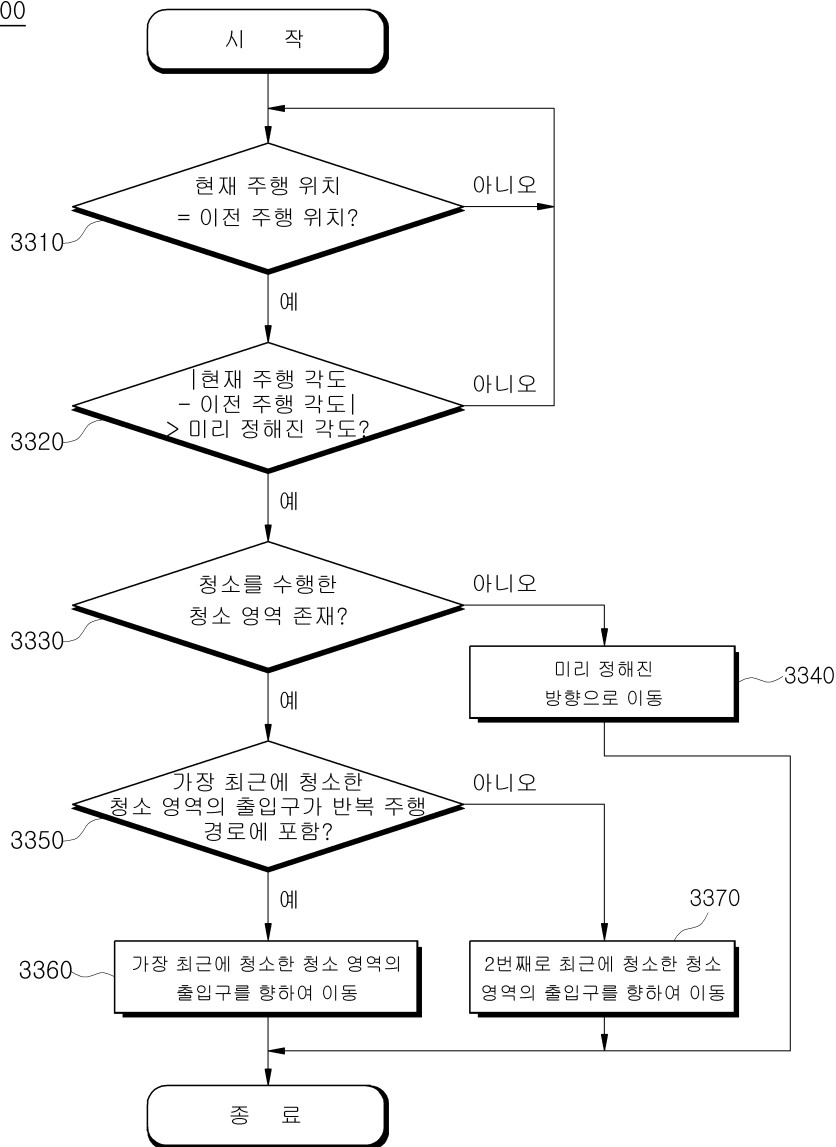 00
시 작
현재 주행 위치
= 이전 주행 위치?
아니오
3310
예
|현재 주행 각도
- 이전 주행 각도|
> 미리 정해진 각도?
아니오
3320
예
청소를 수행한
청소 영역 존재?
아니오
3330
미리 정해진
방향으로 이동
3340
예
가장 최근에 청소한
청소 영역의 출입구가 반복 주행
경로에 포함?
아니오
3350
예
3370
가장 최근에 청소한 청소 영역의
출입구를 향하여 이동
3360
2번째로 최근에 청소한 청소
영역의 출입구를 향하여 이동
종 료